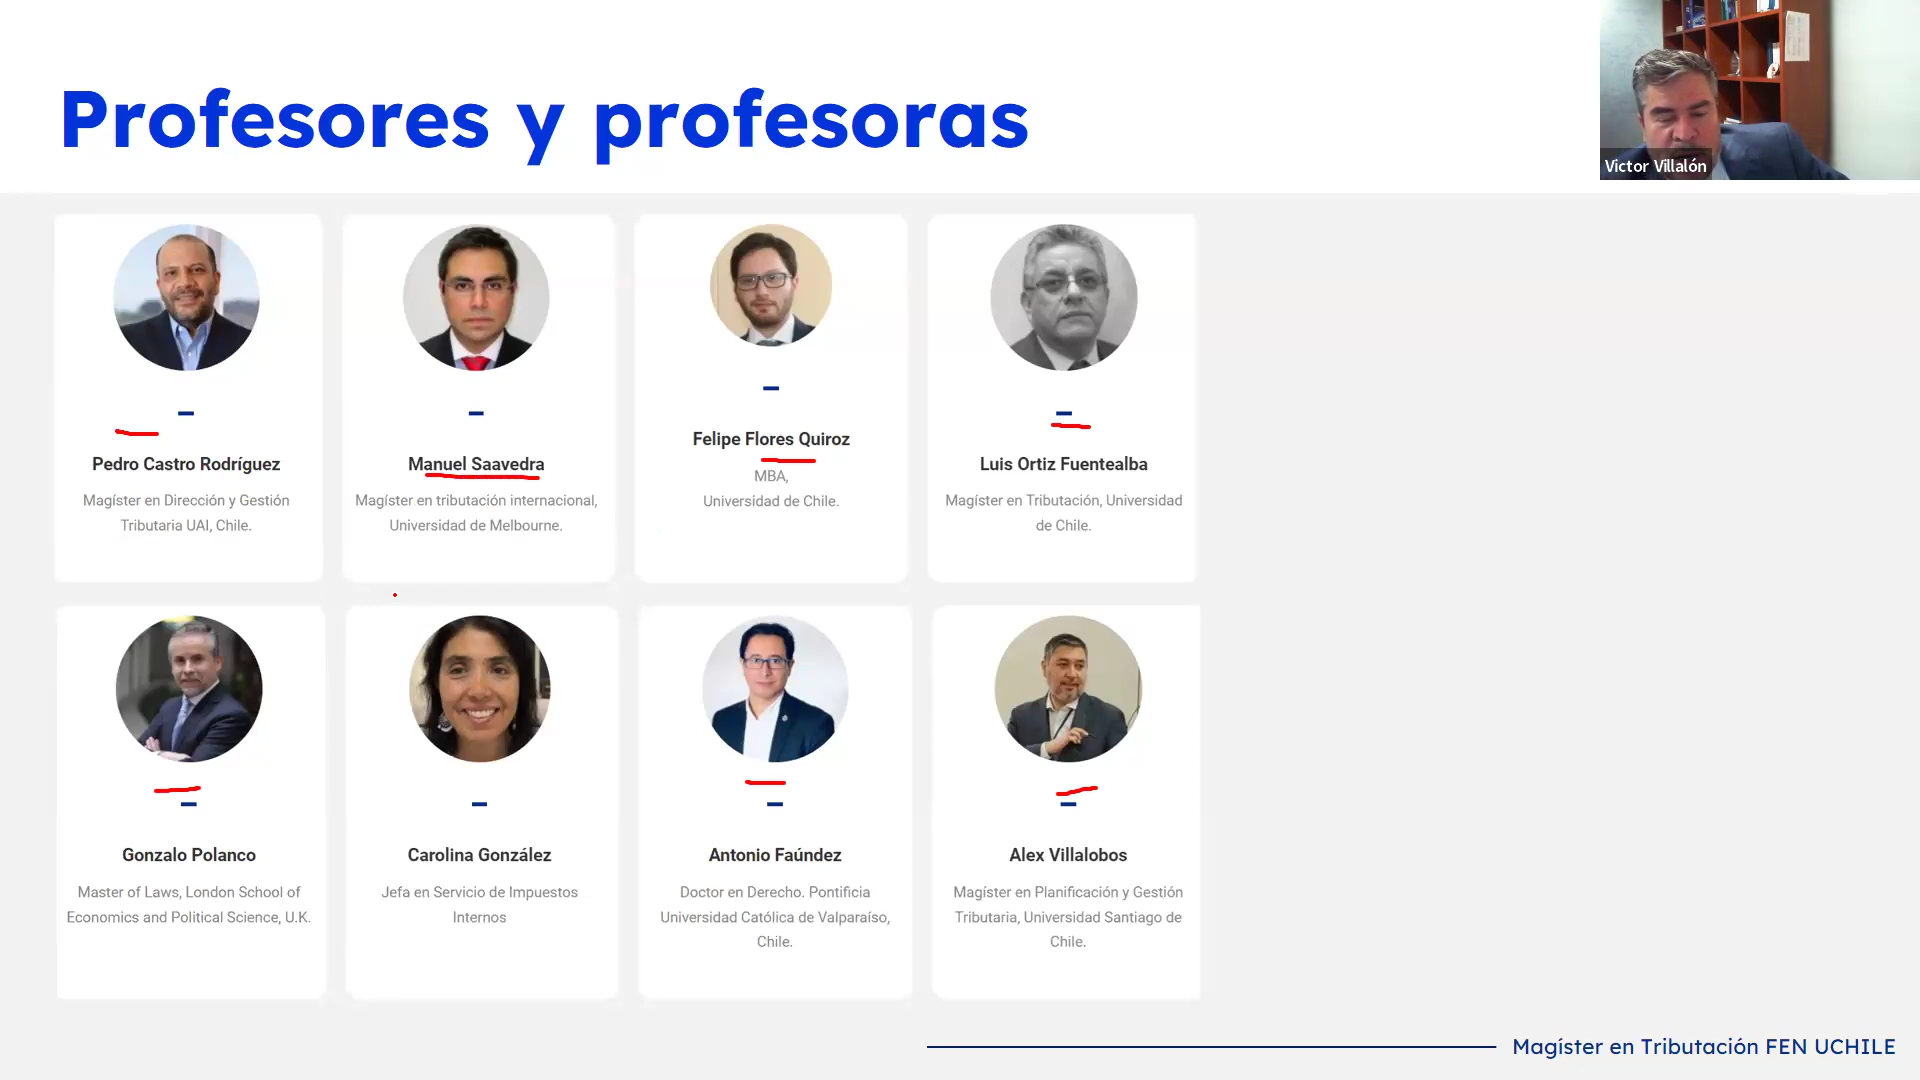 Profesores y profesoras
Victor Villalón
Pedro Castro Rodríguez
Magíster en Dirección y Gestión
Tributaria UAI, Chile.
Manuel Saavedra
Magíster en tributación internacional,
Universidad de Melbourne.
Felipe Flores Quiroz
MBA,
Universidad de Chile.
Luis Ortiz Fuentealba
Magíster en Tributación, Universidad
de Chile.
Gonzalo Polanco
Master of Laws, London School of
Economics and Political Science, U.K.
Carolina González
Jefa en Servicio de Impuestos
Internos
Antonio Faúndez
Doctor en Derecho. Pontificia
Universidad Católica de Valparaíso,
Chile.
Alex Villalobos
Magíster en Planificación y Gestión
Tributaria, Universidad Santiago de
Chile.
Magíster en Tributación FEN UCHILE